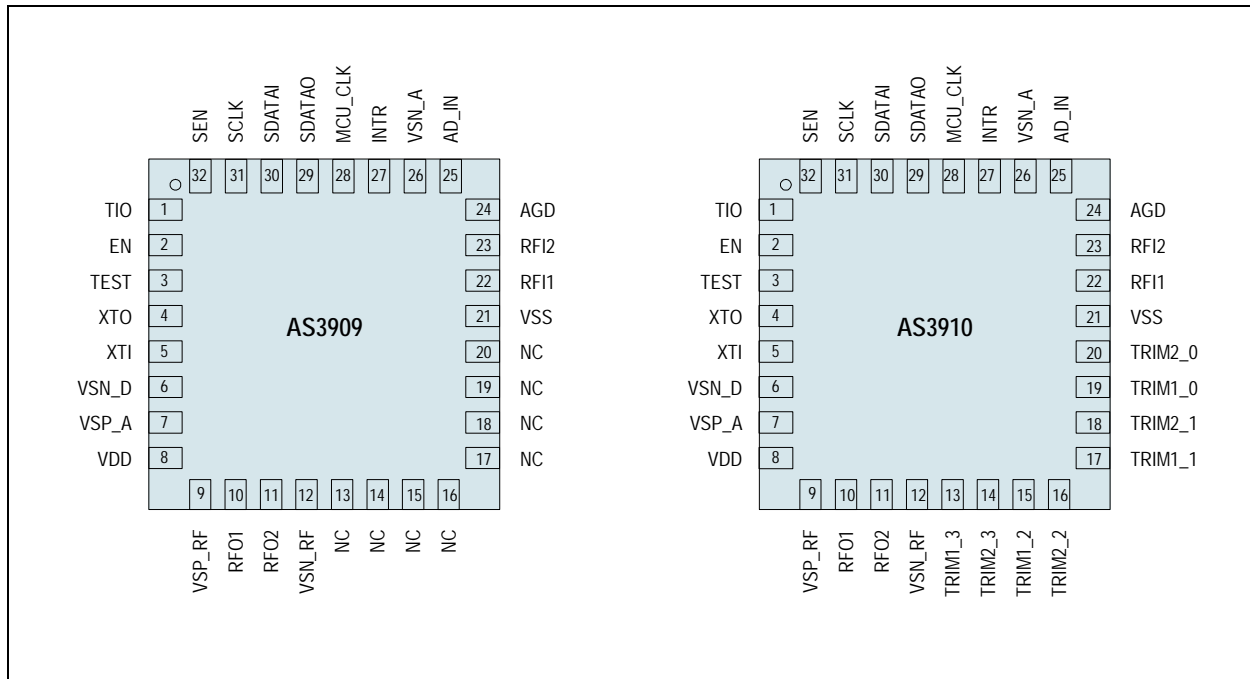 SEN SCLK SDATAI SDATAO MCU_CLK INTR VSN_A AD_IN
32 31 30 29 28 27 26 25
TIO 1 24 AGD
EN 2 23 RFI2
TEST 3 22 RFI1
XTO 4 21 VSS
AS3909
XTI 5 20 NC
VSN_D 6 19 NC
VSP_A 7 18 NC
VDD 8 17 NC
9 10 11 12 13 14 15 16
VSP_RF RFO1 RFO2 VSN_RF NC NC NC NC
SEN SCLK SDATAI SDATAO MCU_CLK INTR VSN_A AD_IN
32 31 30 29 28 27 26 25
TIO 1 24 AGD
EN 2 23 RFI2
TEST 3 22 RFI1
XTO 4 21 VSS
AS3910
XTI 5 20 TRIM2_0
VSN_D 6 19 TRIM1_0
VSP_A 7 18 TRIM2_1
VDD 8 17 TRIM1_1
9 10 11 12 13 14 15 16
VSP_RF RFO1 RFO2 VSN_RF TRIM1_3 TRIM2_3 TRIM1_2 TRIM2_2